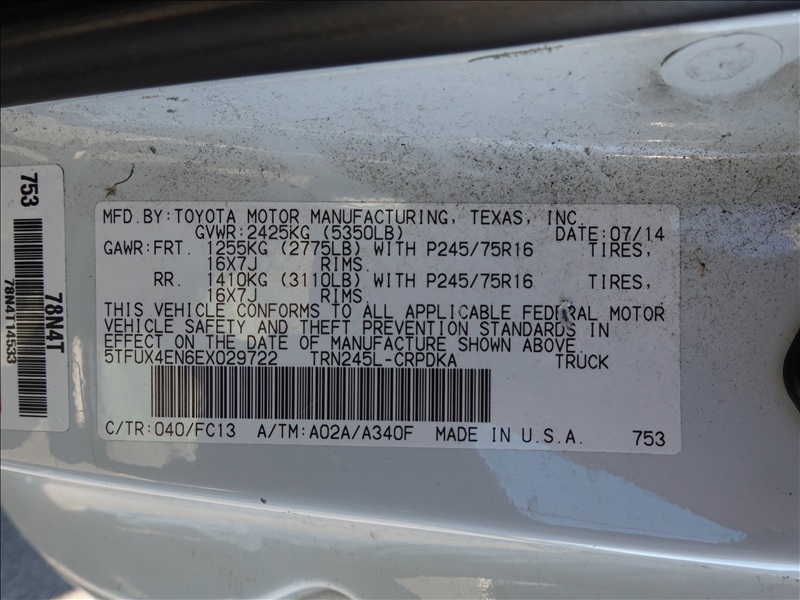 753
78N4T
78N4T14533
MFD.BY:TOYOTA MOTOR MANUFACTURING, TEXAS, INC.
GVWR:2425KG (5350LB) DATE:07/14
GAWR:FRT. 1255KG (2775LB) WITH P245/75R16 TIRES,
16X7J RIMS.
RR. 1410KG (3110LB) WITH P245/75R16 TIRES,
16X7J RIMS.
THIS VEHICLE CONFORMS TO ALL APPLICABLE FEDERAL MOTOR
VEHICLE SAFETY AND THEFT PREVENTION STANDARDS IN
EFFECT ON THE DATE OF MANUFACTURE SHOWN ABOVE.
5TFUX4EN6EX029722 TRN245L-CRPDKA TRUCK
C/TR:040/FC13 A/TM:A02A/A340F MADE IN U.S.A. 753